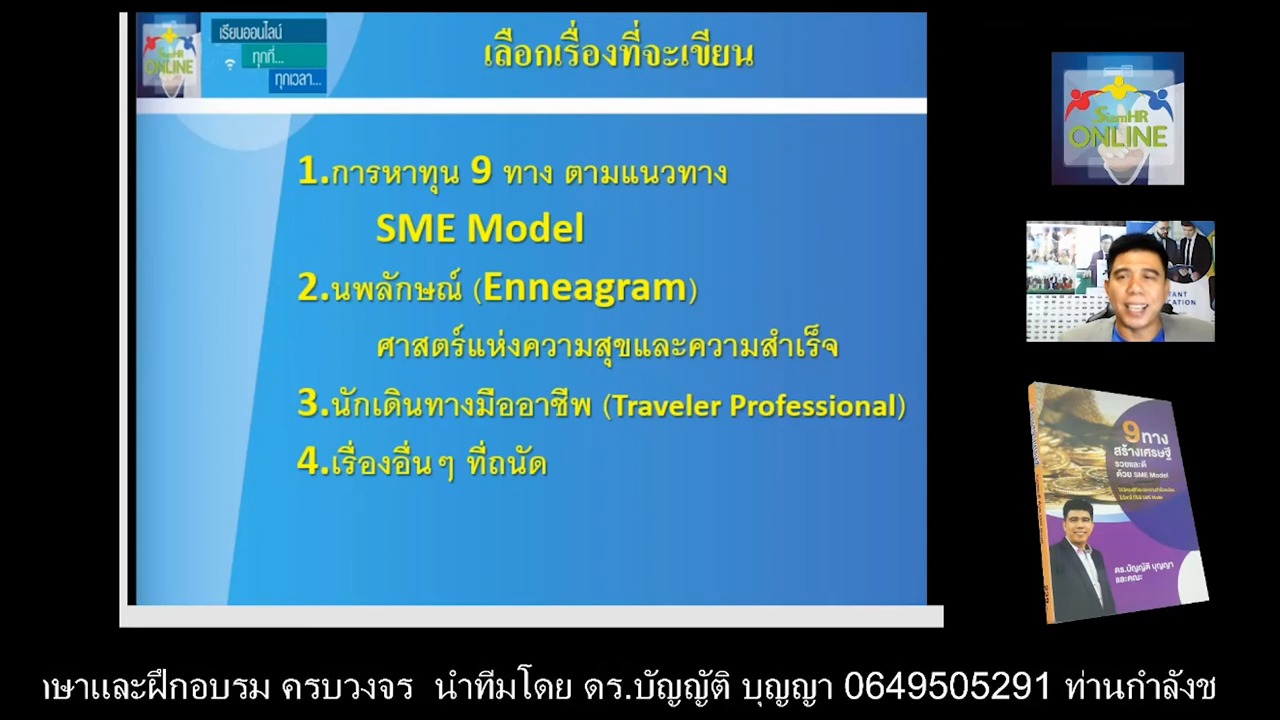 เรียนออนไลน์
ทุกที่...
ทุกเวลา...
SiamHR
ONLINE
เลือกเรื่องที่จะเขียน
1.การหาทุน 9 ทาง ตามแนวทาง
SME Model
2.นพลักษณ์ (Enneagram)
ศาสตร์แห่งความสุขและความสำเร็จ
3.นักเดินทางมืออาชีพ (Traveler Professional)
4.เรื่องอื่นๆ ที่ถนัด
SiamHR
ONLINE
9ทาง
สร้างเศรษฐี
รวยและดี
ด้วย SME Model
ดร.บัญญัติ บุญญา
และคณะ
าษาและฝึกอบรม ครบวงจร นำทีมโดย ดร.บัญญัติ บุญญา 0649505291 ท่านกำลังช